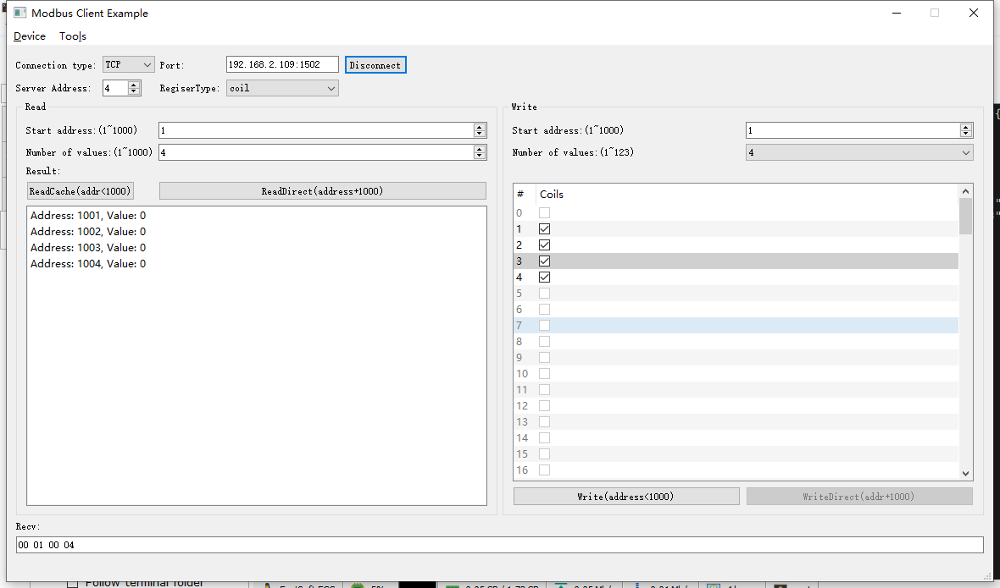 Modbus Client Example
Device Tools
Connection type: TCP Port: 192.168.2.109:1502 Disconnect
Server Address: 4 RegiserType: coil
Read
Start address:(1~1000) 1
Number of values:(1~1000) 4
Result:
ReadCache(addr<1000) ReadDirect(address+1000)
Address: 1001, Value: 0
Address: 1002, Value: 0
Address: 1003, Value: 0
Address: 1004, Value: 0
Write
Start address:(1~1000) 1
Number of values:(1~123) 4
# Coils
0
1
2
3
4
5
6
7
8
9
10
11
12
13
14
15
16
Write(address<1000) WriteDirect(addr+1000)
Recv:
00 01 00 04
Follow terminal folder